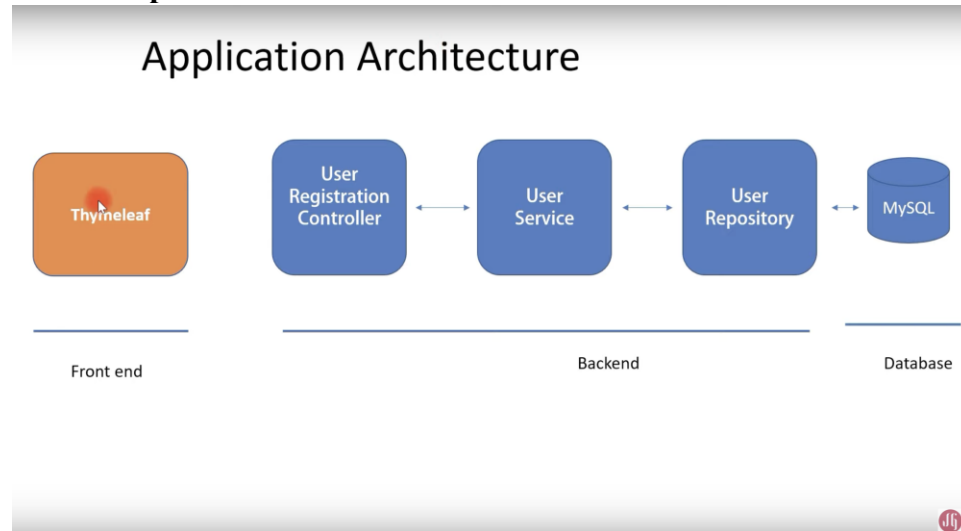 Application Architecture
Thymeleaf
User
Registration
Controller
User
Service
User
Repository
MySQL
Front end
Backend
Database